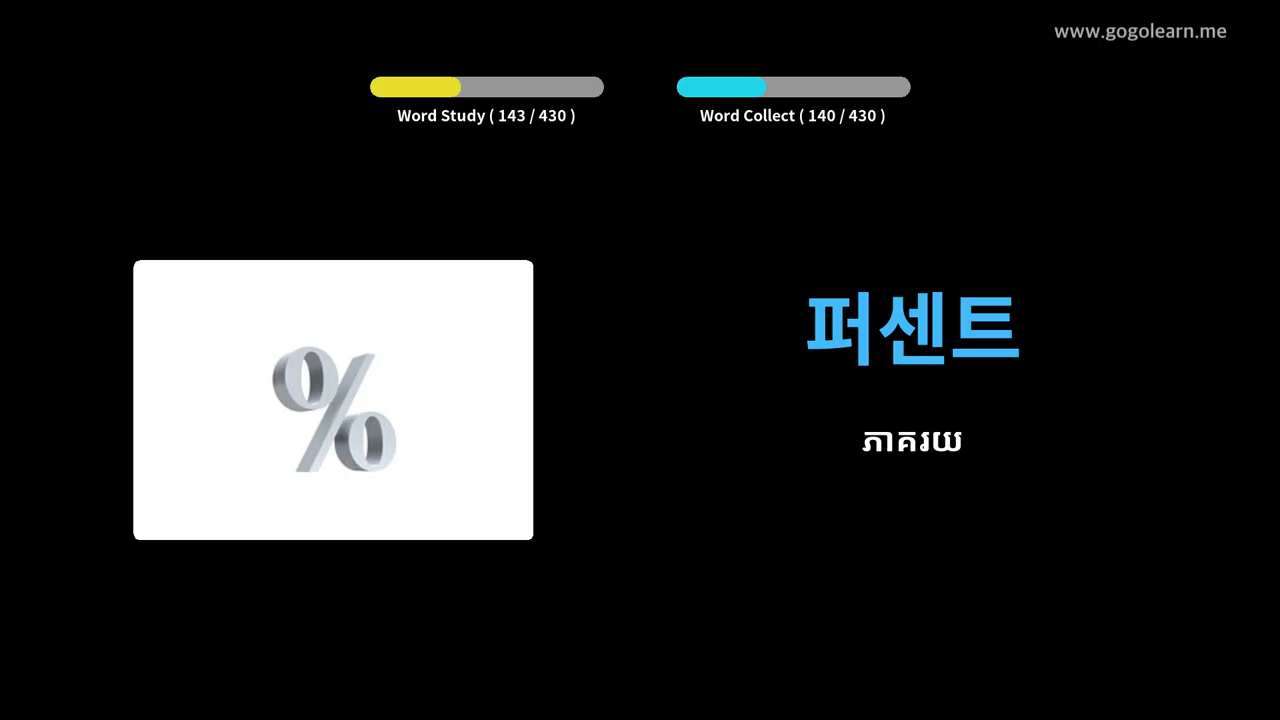 www.gogolearn.me
Word Study ( 143 / 430 )
Word Collect ( 140 / 430 )
%
퍼센트
ភាគរយ